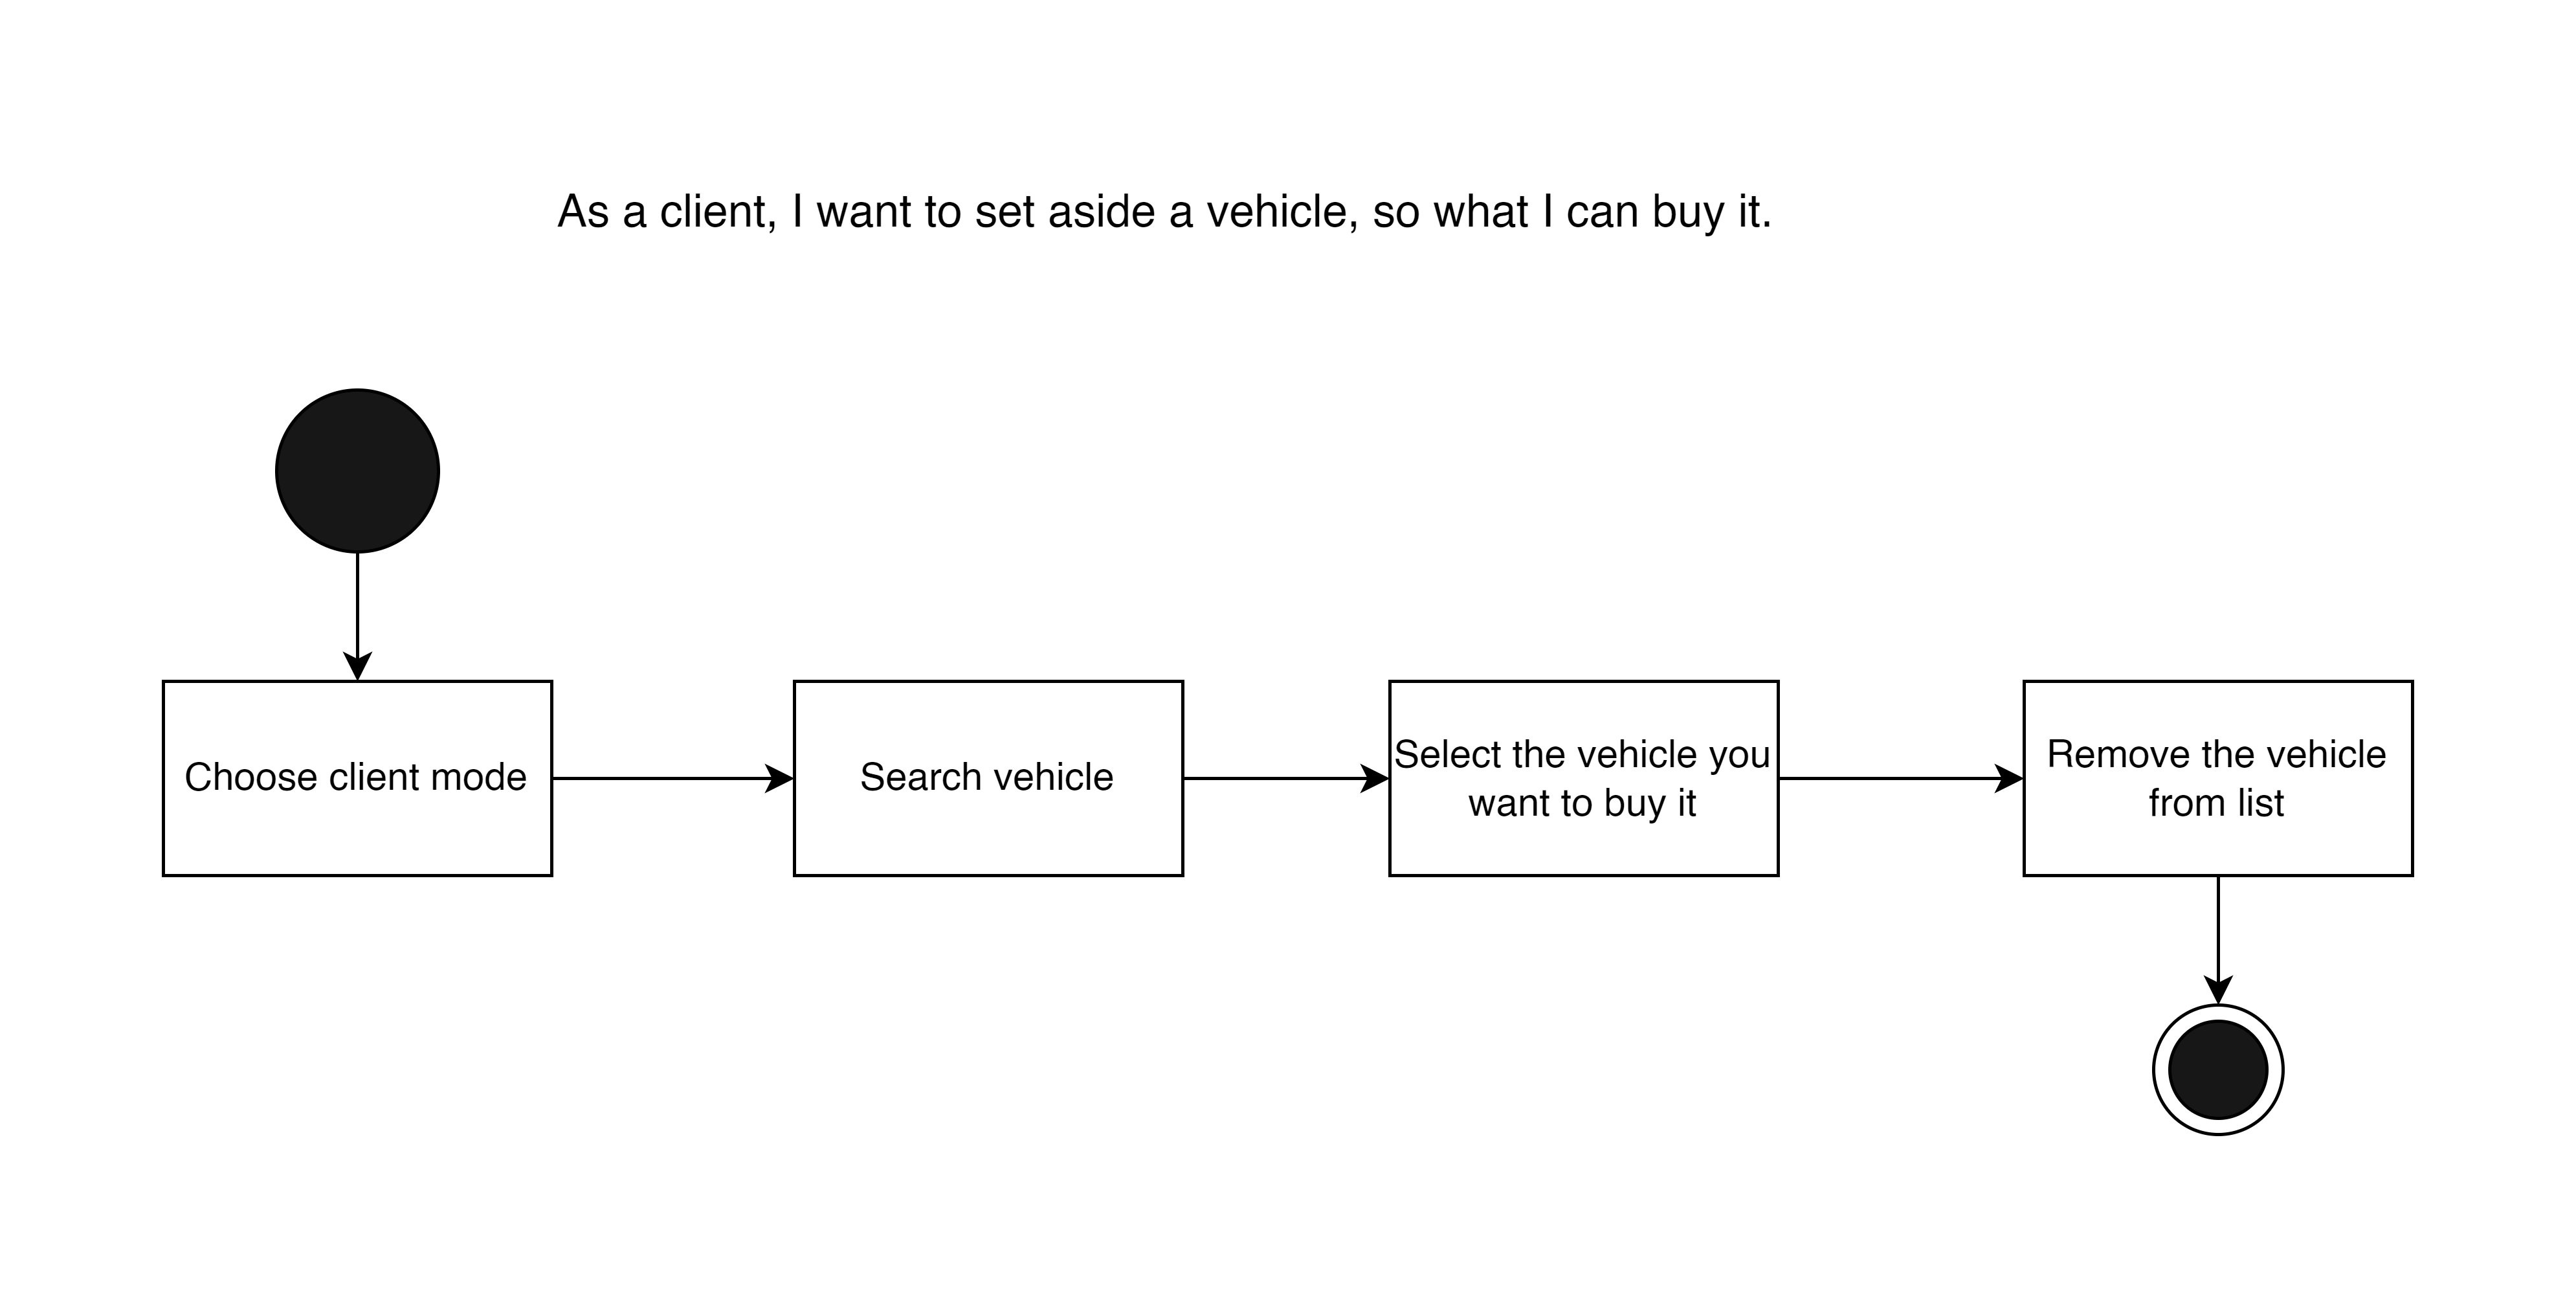 As a client, I want to set aside a vehicle, so what I can buy it.
Choose client mode
Search vehicle
Select the vehicle you
want to buy it
Remove the vehicle
from list